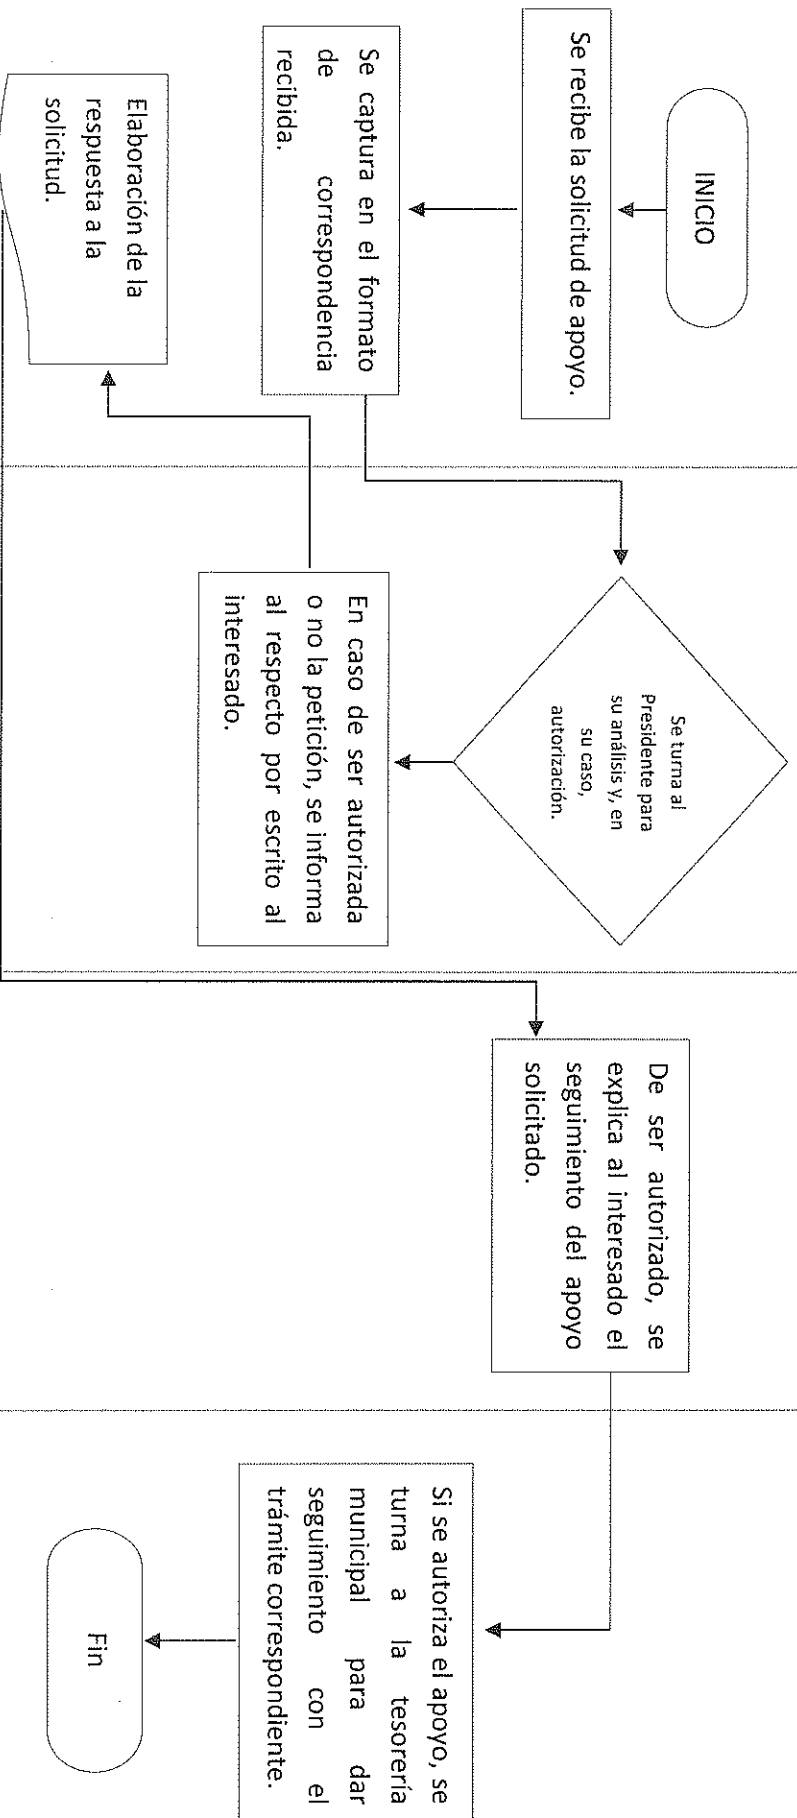 INICIO
Se recibe la solicitud de apoyo.
Se captura en el formato
de correspondencia
recibida.
Elaboración de la
respuesta a la
solicitud.
Se turna al
Presidente para
su análisis y, en
su caso,
autorización.
En caso de ser autorizada
o no la petición, se informa
al respecto por escrito al
interesado.
De ser autorizado, se
explica al interesado el
seguimiento del apoyo
solicitado.
Si se autoriza el apoyo, se
turna a la tesorería
municipal para dar
seguimiento con el
trámite correspondiente.
Fin